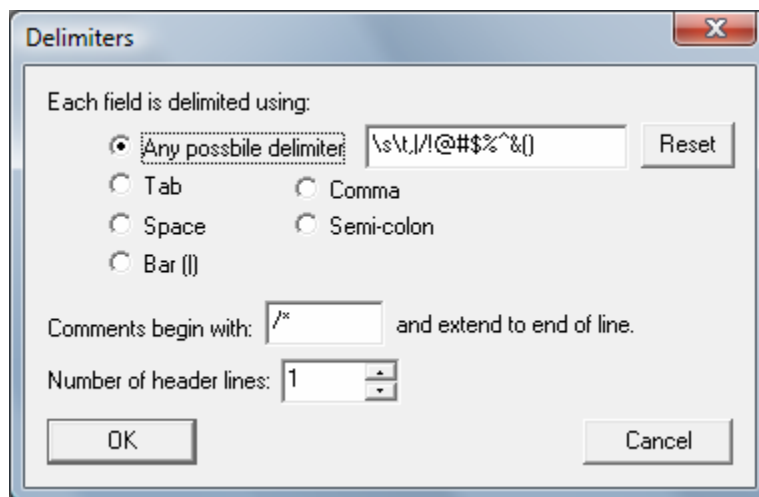 Delimiters
Each field is delimited using:
Any possbile delimiter \s\t,|/!@#$%^&() Reset
Tab Comma
Space Semi-colon
Bar (|)
Comments begin with: /* and extend to end of line.
Number of header lines: 1
OK Cancel